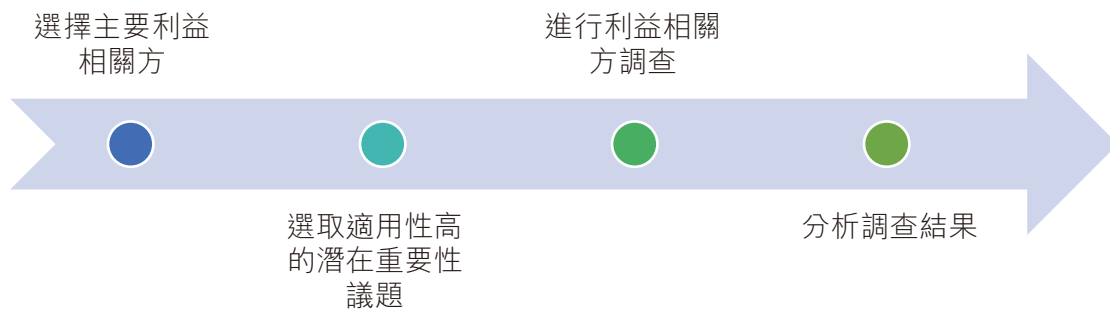 選擇主要利益
相關方
選取適用性高
的潛在重要性
議題
進行利益相關
方調查
分析調查結果